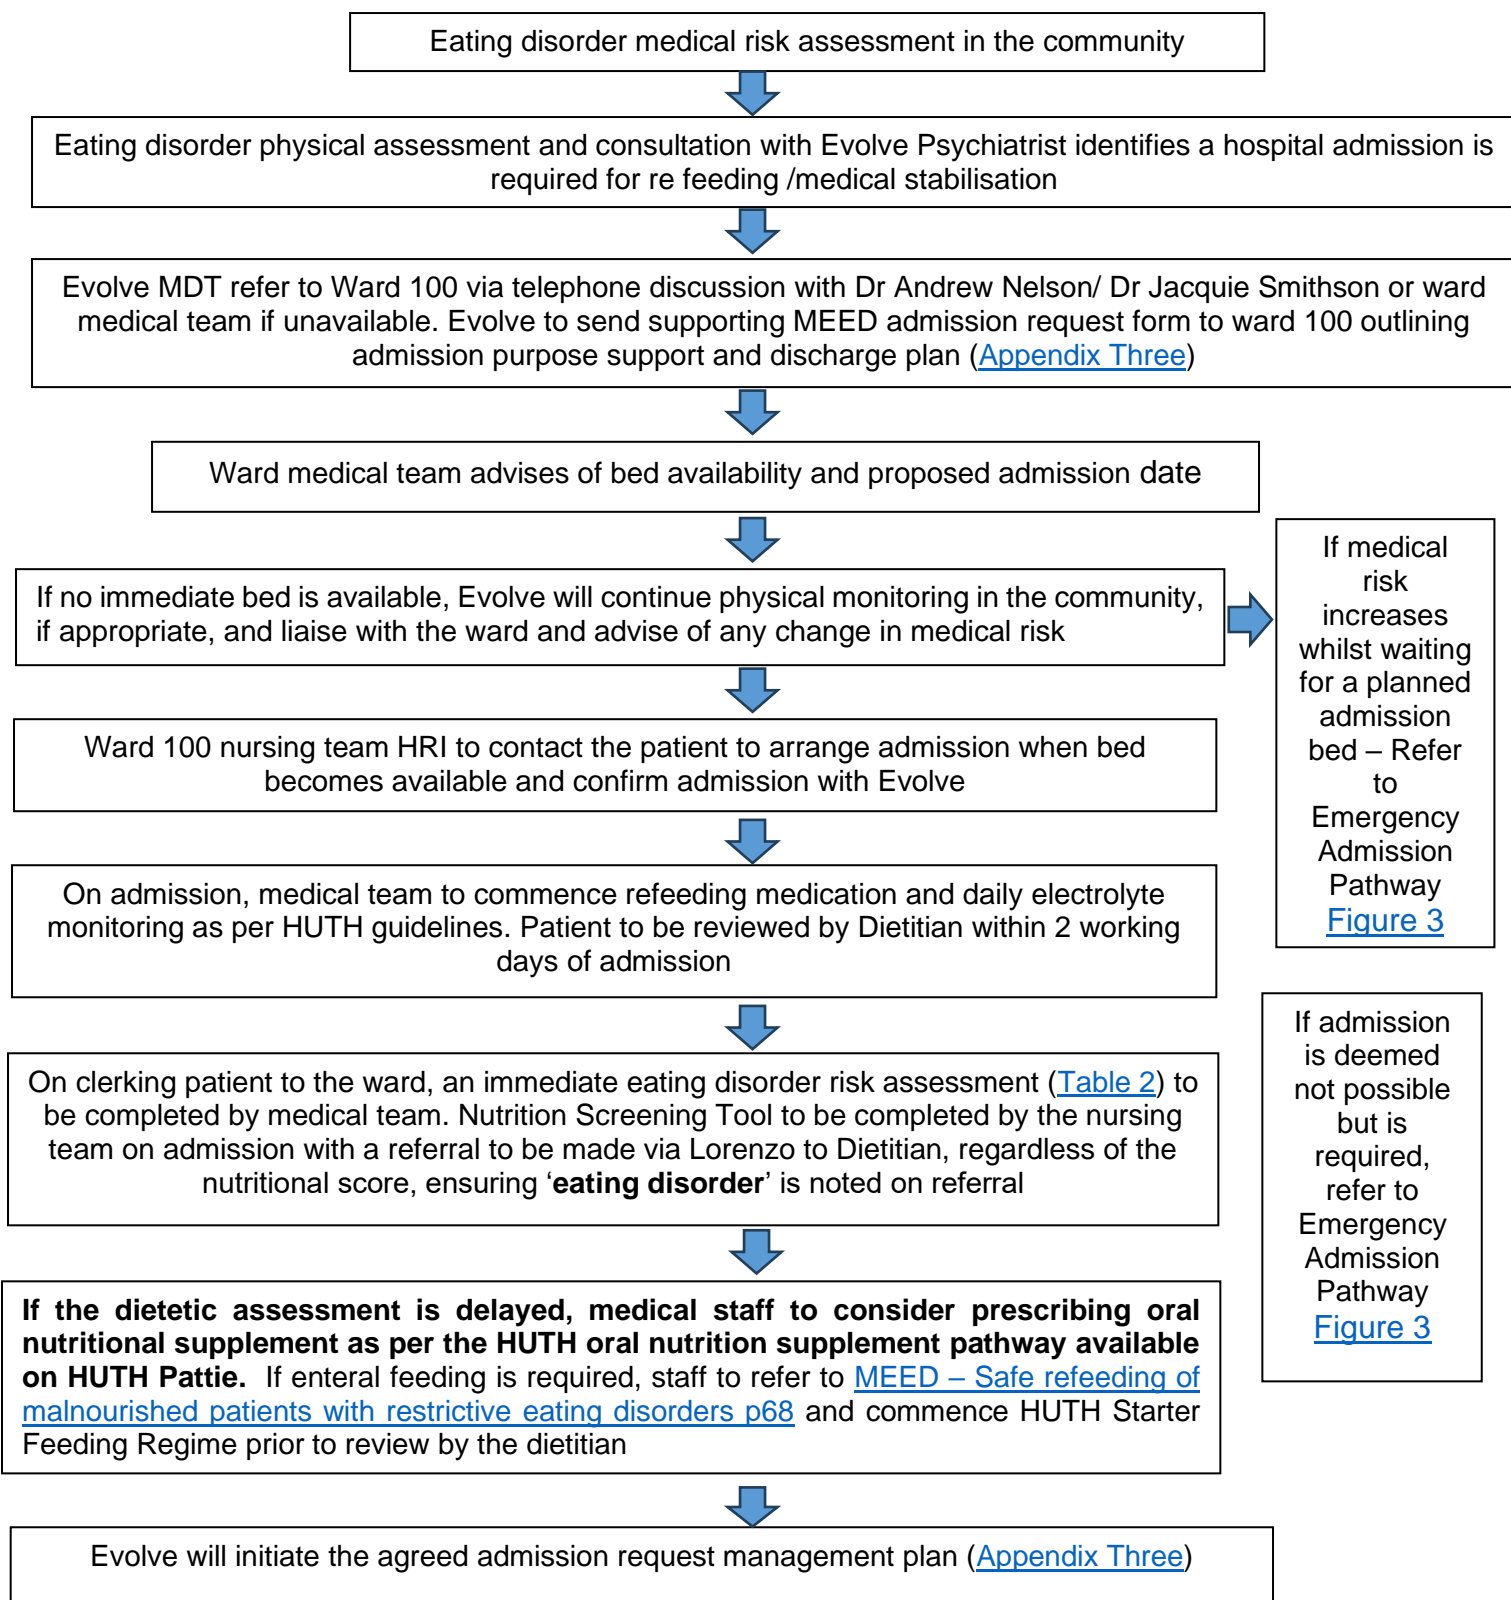 Eating disorder medical risk assessment in the community
Eating disorder physical assessment and consultation with Evolve Psychiatrist identifies a hospital admission is
required for re feeding /medical stabilisation
Evolve MDT refer to Ward 100 via telephone discussion with Dr Andrew Nelson/ Dr Jacquie Smithson or ward
medical team if unavailable. Evolve to send supporting MEED admission request form to ward 100 outlining
admission purpose support and discharge plan (Appendix Three)
Ward medical team advises of bed availability and proposed admission date
If no immediate bed is available, Evolve will continue physical monitoring in the community,
if appropriate, and liaise with the ward and advise of any change in medical risk
If medical
risk
increases
whilst waiting
for a planned
admission
bed – Refer
to
Emergency
Admission
Pathway
Figure 3
Ward 100 nursing team HRI to contact the patient to arrange admission when bed
becomes available and confirm admission with Evolve
On admission, medical team to commence refeeding medication and daily electrolyte
monitoring as per HUTH guidelines. Patient to be reviewed by Dietitian within 2 working
days of admission
If admission
is deemed
not possible
but is
required,
refer to
Emergency
Admission
Pathway
Figure 3
On clerking patient to the ward, an immediate eating disorder risk assessment (Table 2) to
be completed by medical team. Nutrition Screening Tool to be completed by the nursing
team on admission with a referral to be made via Lorenzo to Dietitian, regardless of the
nutritional score, ensuring ‘eating disorder’ is noted on referral
If the dietetic assessment is delayed, medical staff to consider prescribing oral
nutritional supplement as per the HUTH oral nutrition supplement pathway available
on HUTH Pattie. If enteral feeding is required, staff to refer to MEED – Safe refeeding of
malnourished patients with restrictive eating disorders p68 and commence HUTH Starter
Feeding Regime prior to review by the dietitian
Evolve will initiate the agreed admission request management plan (Appendix Three)